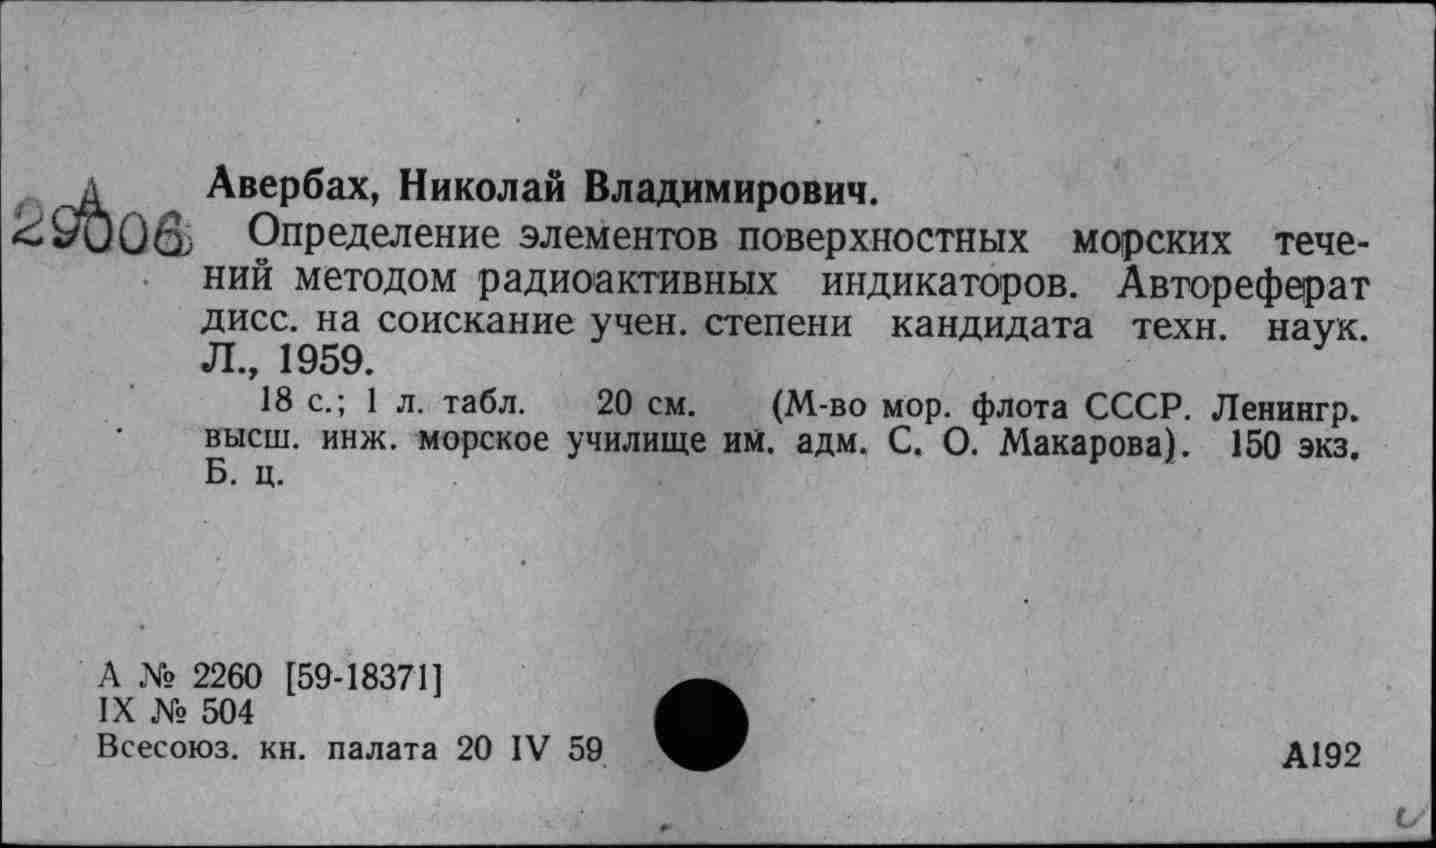 А
29006
Авербах, Николай Владимирович.
Определение элементов поверхностных морских тече-
ний методом радиоактивных индикаторов. Автореферат
дисс. на соискание учен. степени кандидата техн. наук.
Л., 1959.
18 с.; 1 л. табл. 20 см. (М-во мор. флота СССР. Ленингр.
высш. инж. морское училище им. адм. С. О. Макарова). 150 экз.
Б. ц.
А № 2260 [59-18371]
IX № 504
Всесоюз. кн. палата 20 IV 59
А192